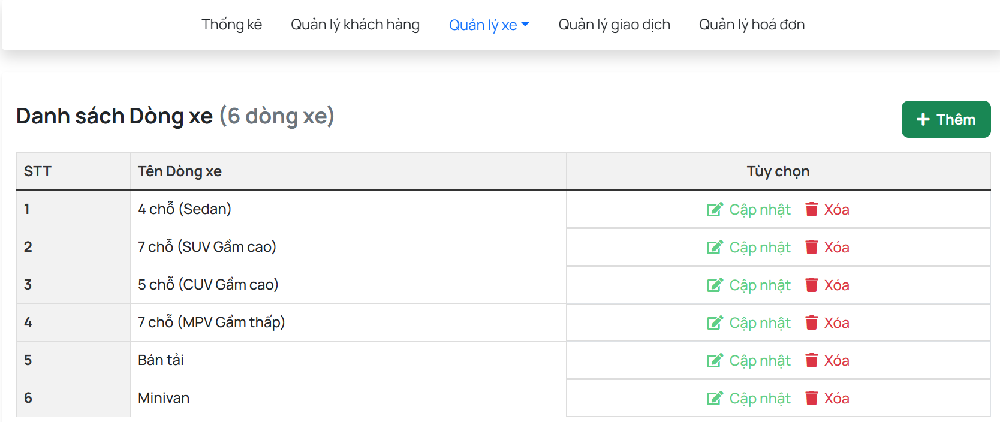 Thống kê Quản lý khách hàng Quản lý xe Quản lý giao dịch Quản lý hoá đơn
Danh sách Dòng xe (6 dòng xe) Thêm
STT Tên Dòng xe Tùy chọn
1 4 chỗ (Sedan) Cập nhật Xóa
2 7 chỗ (SUV Gầm cao) Cập nhật Xóa
3 5 chỗ (CUV Gầm cao) Cập nhật Xóa
4 7 chỗ (MPV Gầm thấp) Cập nhật Xóa
5 Bán tải Cập nhật Xóa
6 Minivan Cập nhật Xóa